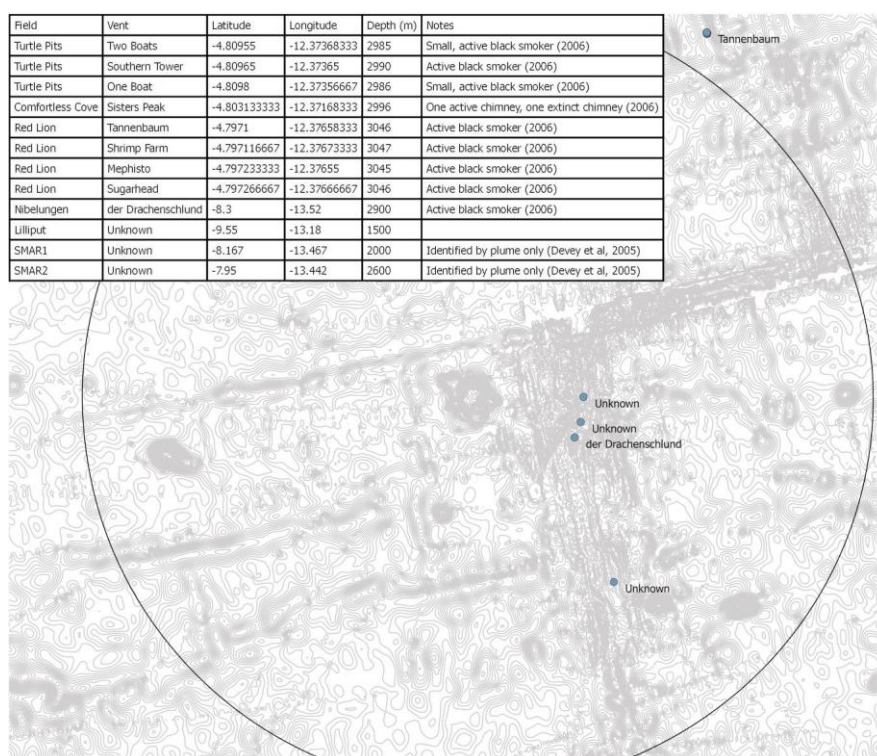 Field Vent Latitude Longitude Depth (m) Notes
Turtle Pits Two Boats -4.80955 -12.37368333 2985 Small, active black smoker (2006)
Turtle Pits Southern Tower -4.80965 -12.37365 2990 Active black smoker (2006)
Turtle Pits One Boat -4.8098 -12.37356667 2986 Small, active black smoker (2006)
Comfortless Cove Sisters Peak -4.803133333 -12.37168333 2996 One active chimney, one extinct chimney (2006)
Red Lion Tannenbaum -4.7971 -12.37658333 3046 Active black smoker (2006)
Red Lion Shrimp Farm -4.797116667 -12.37673333 3047 Active black smoker (2006)
Red Lion Mephisto -4.797233333 -12.37655 3045 Active black smoker (2006)
Red Lion Sugarhead -4.797266667 -12.37666667 3046 Active black smoker (2006)
Nibelungen der Drachenschlund -8.3 -13.52 2900 Active black smoker (2006)
Lilliput Unknown -9.55 -13.18 1500
SMAR1 Unknown -8.167 -13.467 2000 Identified by plume only (Devey et al, 2005)
SMAR2 Unknown -7.95 -13.442 2600 Identified by plume only (Devey et al, 2005)
Tannenbaum
Unknown
Unknown
der Drachenschlund
Unknown